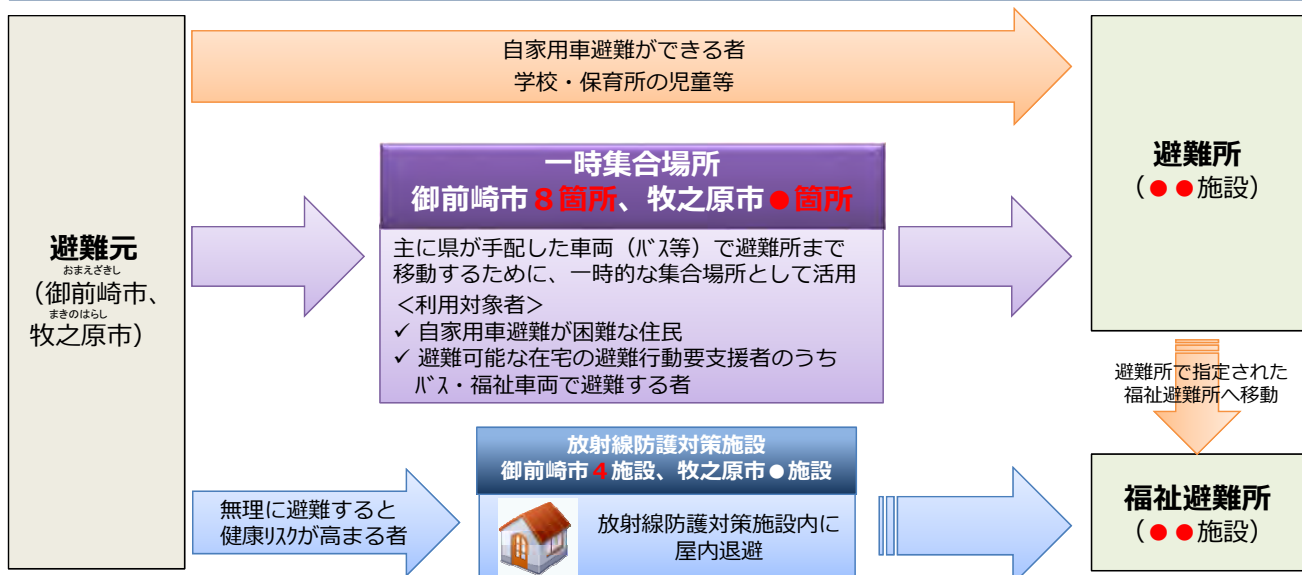 自家用車避難ができる者
学校・保育所の児童等
避難元
おまえざきし
（御前崎市、
まきのはらし
牧之原市）
一時集合場所
御前崎市８箇所、牧之原市●箇所
主に県が手配した車両（ﾊﾞｽ等）で避難所まで
移動するために、一時的な集合場所として活用
＜利用対象者＞
✓ 自家用車避難が困難な住民
✓ 避難可能な在宅の避難行動要支援者のうち
ﾊﾞｽ・福祉車両で避難する者
避難所
（●●施設）
避難所で指定された
福祉避難所へ移動
無理に避難すると
健康ﾘｽｸが高まる者
放射線防護対策施設
御前崎市４施設、牧之原市●施設
放射線防護対策施設内に
屋内退避
福祉避難所
（●●施設）